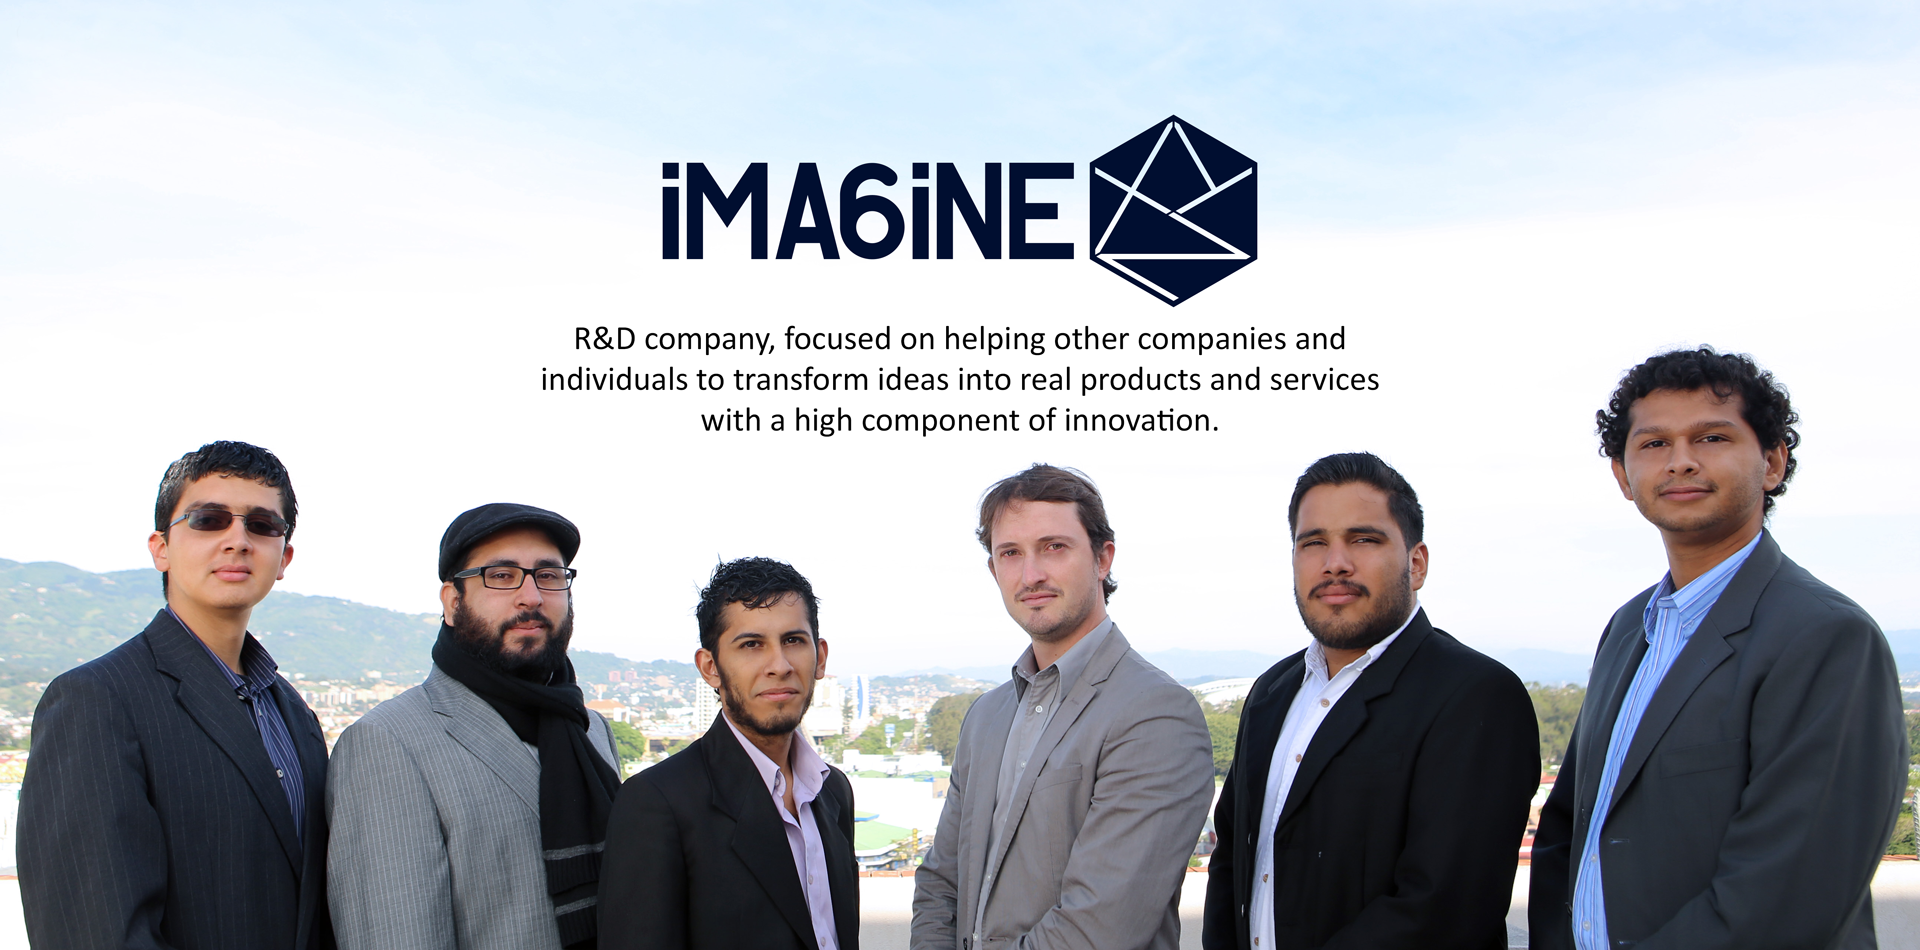 iMA6iNE
R&D company, focused on helping other companies and
individuals to transform ideas into real products and services
with a high component of innovation.